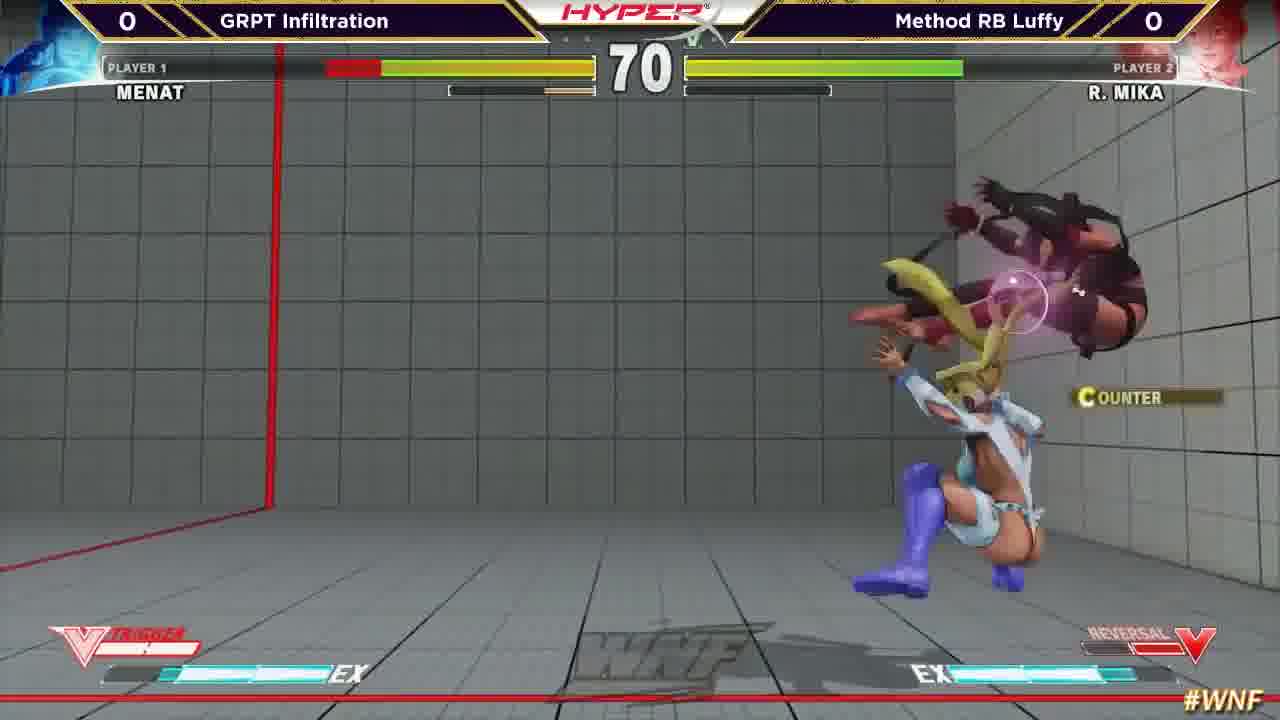 0 GRPT Infiltration HYPER X Method RB Luffy 0
PLAYER 1 70 PLAYER 2
MENAT R. MIKA
COUNTER
V TRIGGER REVERSAL V
EX WNF EX
#WNF